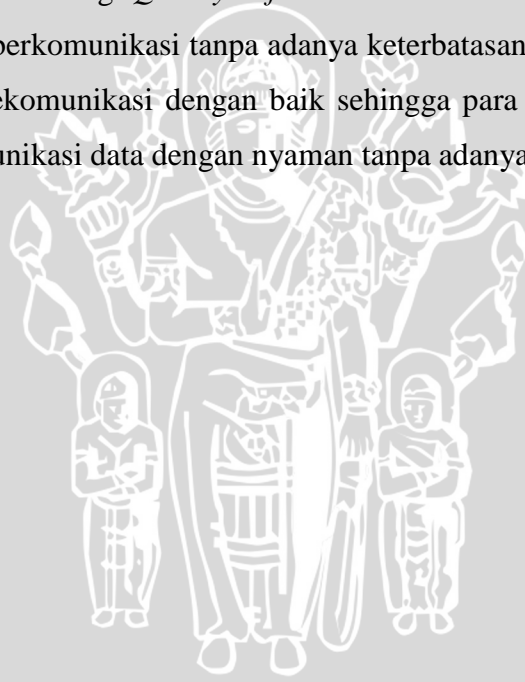 berkomunikasi tanpa adanya keterbatasan
ekomunikasi dengan baik sehingga para
unikasi data dengan nyaman tanpa adanya